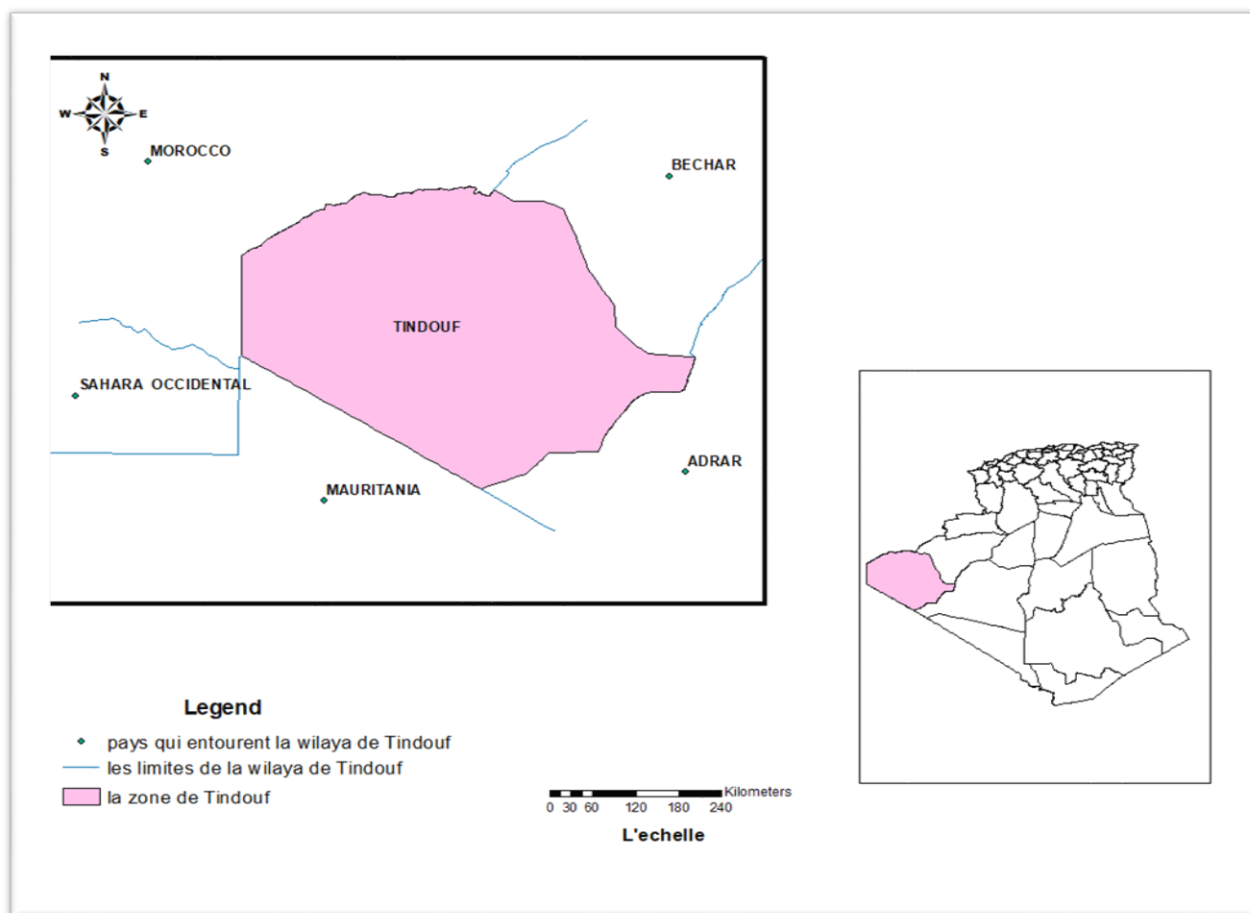 N
W E
S
MOROCCO
BECHAR
TINDOUF
SAHARA OCCIDENTAL
ADRAR
MAURITANIA
Legend
pays qui entourent la wilaya de Tindouf
les limites de la wilaya de Tindouf
la zone de Tindouf
Kilometers
0 30 60 120 180 240
L'echelle